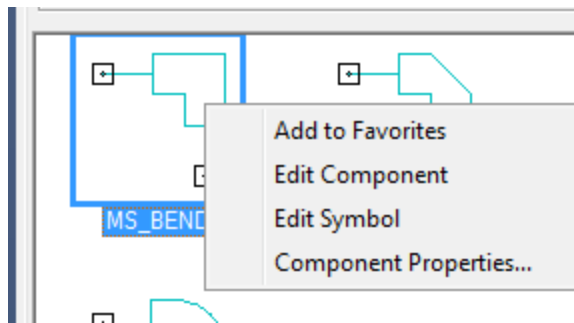 Add to Favorites
Edit Component
MS_BEND
Edit Symbol
Component Properties...